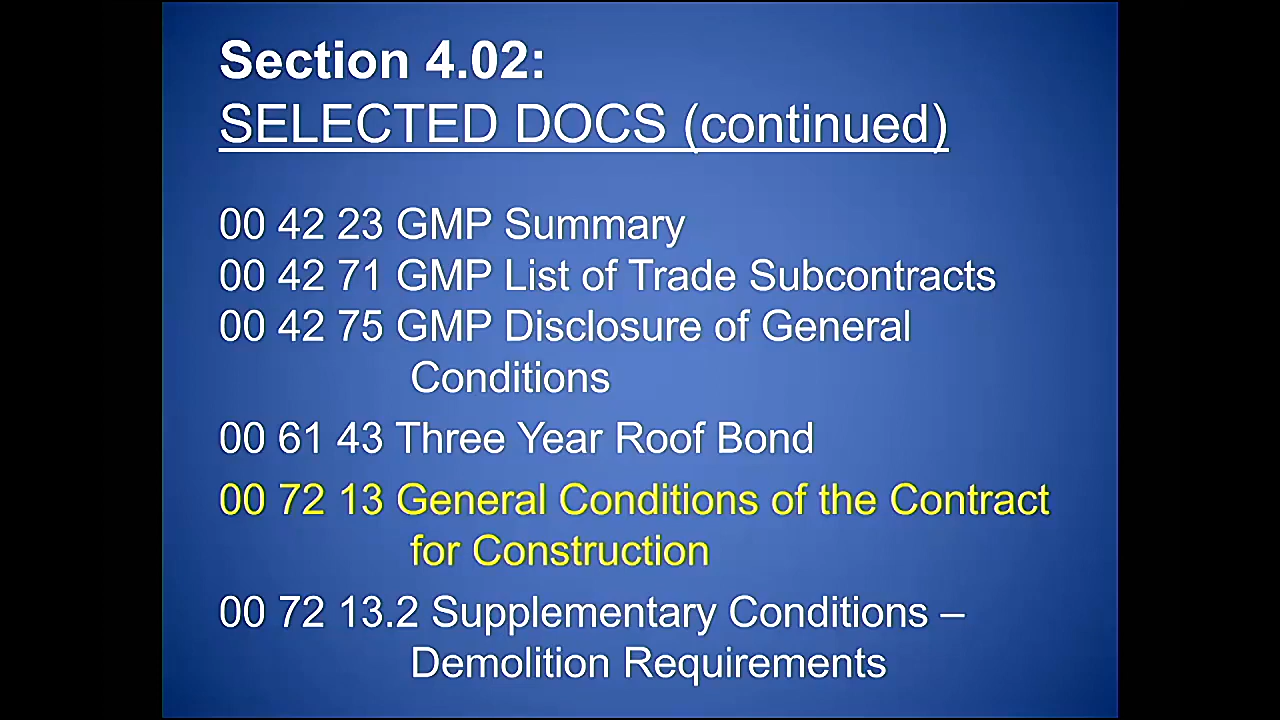 Section 4.02:
SELECTED DOCS (continued)
00 42 23 GMP Summary
00 42 71 GMP List of Trade Subcontracts
00 42 75 GMP Disclosure of General
Conditions
00 61 43 Three Year Roof Bond
00 72 13 General Conditions of the Contract
for Construction
00 72 13.2 Supplementary Conditions –
Demolition Requirements